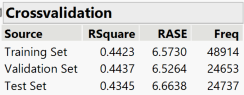 Crossvalidation
Source RSquare RASE Freq
Training Set 0.4423 6.5730 48914
Validation Set 0.4437 6.5264 24653
Test Set 0.4345 6.6638 24737